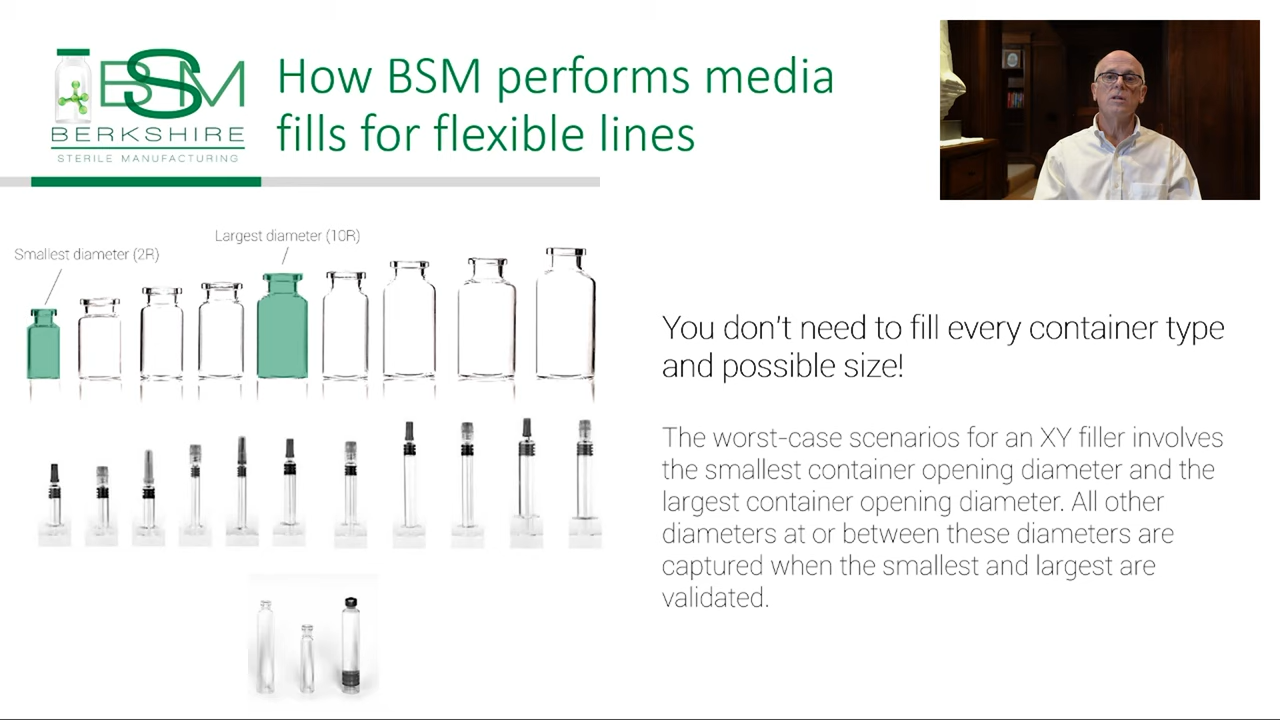 BSM
BERKSHIRE
STERILE MANUFACTURING
How BSM performs media
fills for flexible lines
Smallest diameter (2R)
Largest diameter (10R)
You don't need to fill every container type
and possible size!
The worst-case scenarios for an XY filler involves
the smallest container opening diameter and the
largest container opening diameter. All other
diameters at or between these diameters are
captured when the smallest and largest are
validated.